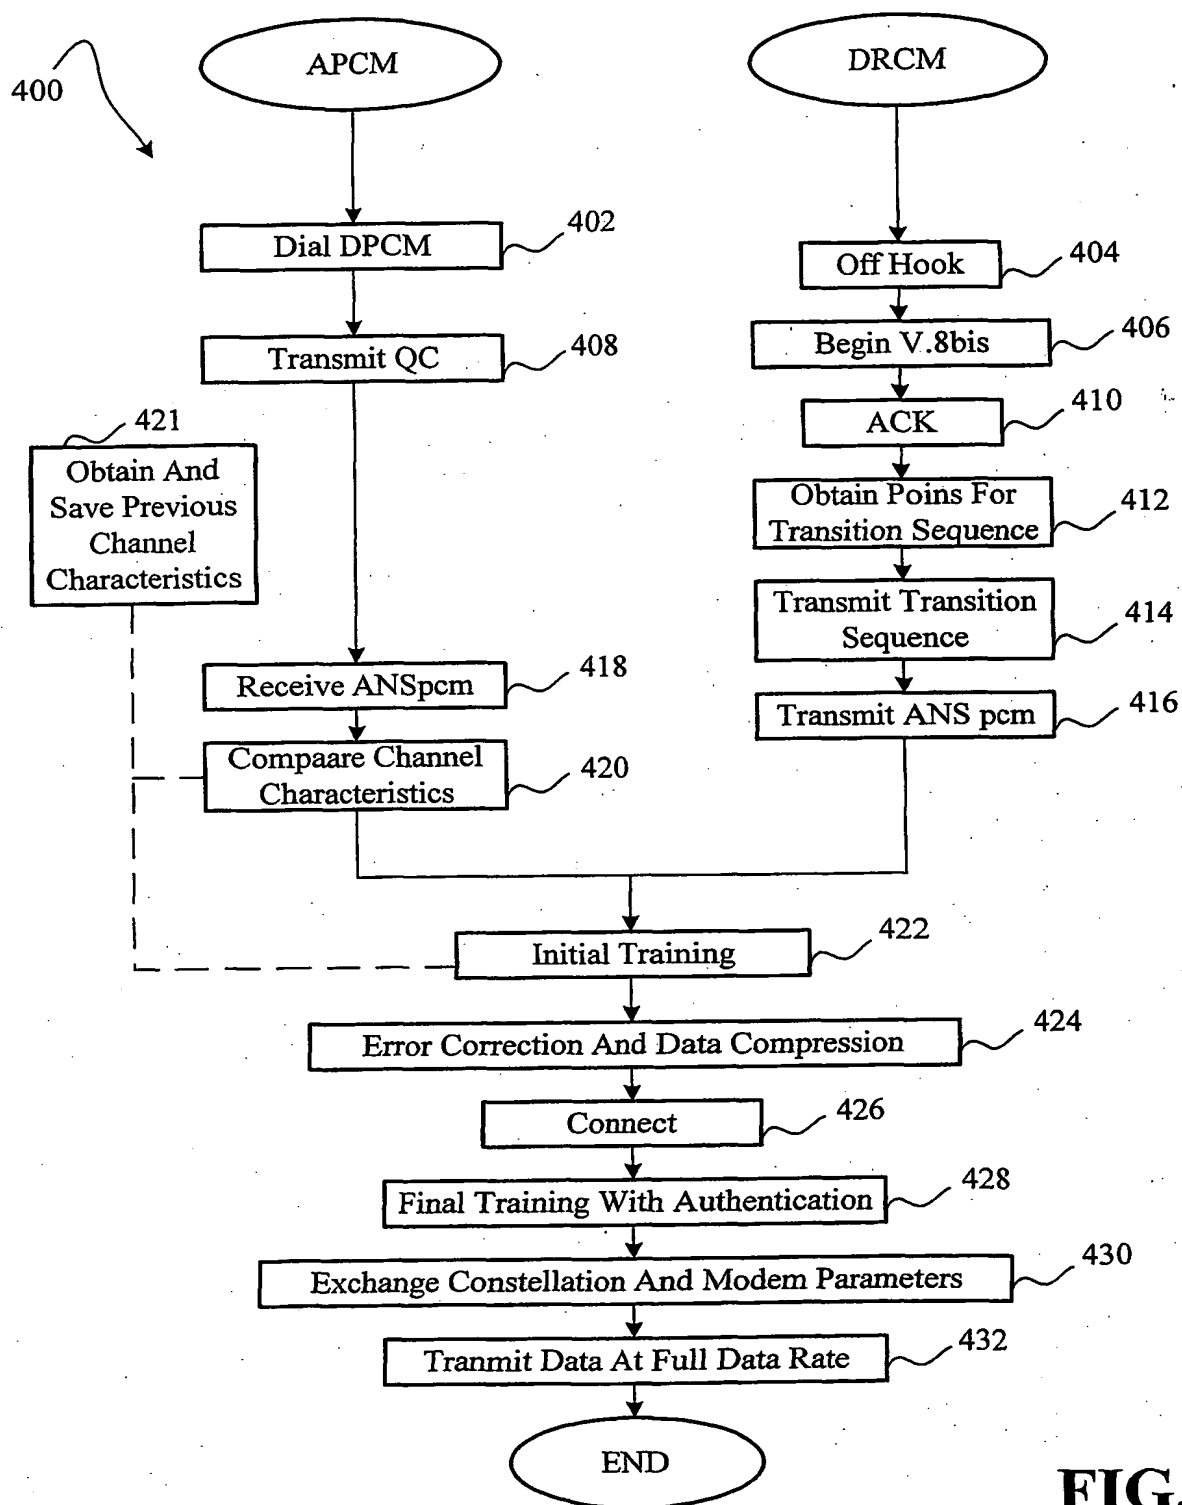 400
APCM
DRCM
Dial DPCM
402
Off Hook
404
Transmit QC
408
Begin V.8bis
406
ACK
410
421
Obtain And
Save Previous
Channel
Characteristics
Obtain Poins For
Transition Sequence
412
Transmit Transition
Sequence
414
Receive ANSpcm
418
Transmit ANS pcm
416
Compaare Channel
Characteristics
420
Initial Training
422
Error Correction And Data Compression
424
Connect
426
Final Training With Authentication
428
Exchange Constellation And Modem Parameters
430
Tranmit Data At Full Data Rate
432
END
FIG.